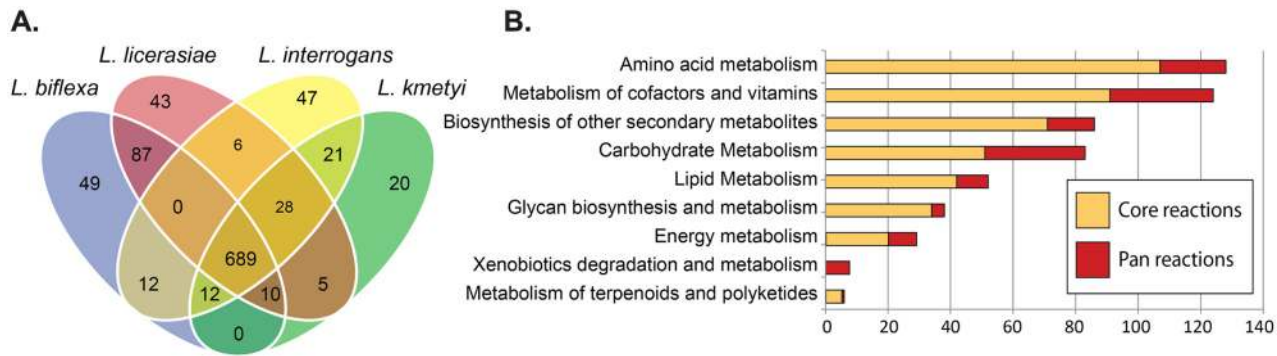 A.
L. licerasiae
L. interrogans
L. biflexa
L. kmetyi
43
47
87
6
21
49
20
0
28
689
12
12
10
5
0
B.
Amino acid metabolism
Metabolism of cofactors and vitamins
Biosynthesis of other secondary metabolites
Carbohydrate Metabolism
Lipid Metabolism
Glycan biosynthesis and metabolism
Energy metabolism
Xenobiotics degradation and metabolism
Metabolism of terpenoids and polyketides
Core reactions
Pan reactions
0 20 40 60 80 100 120 140